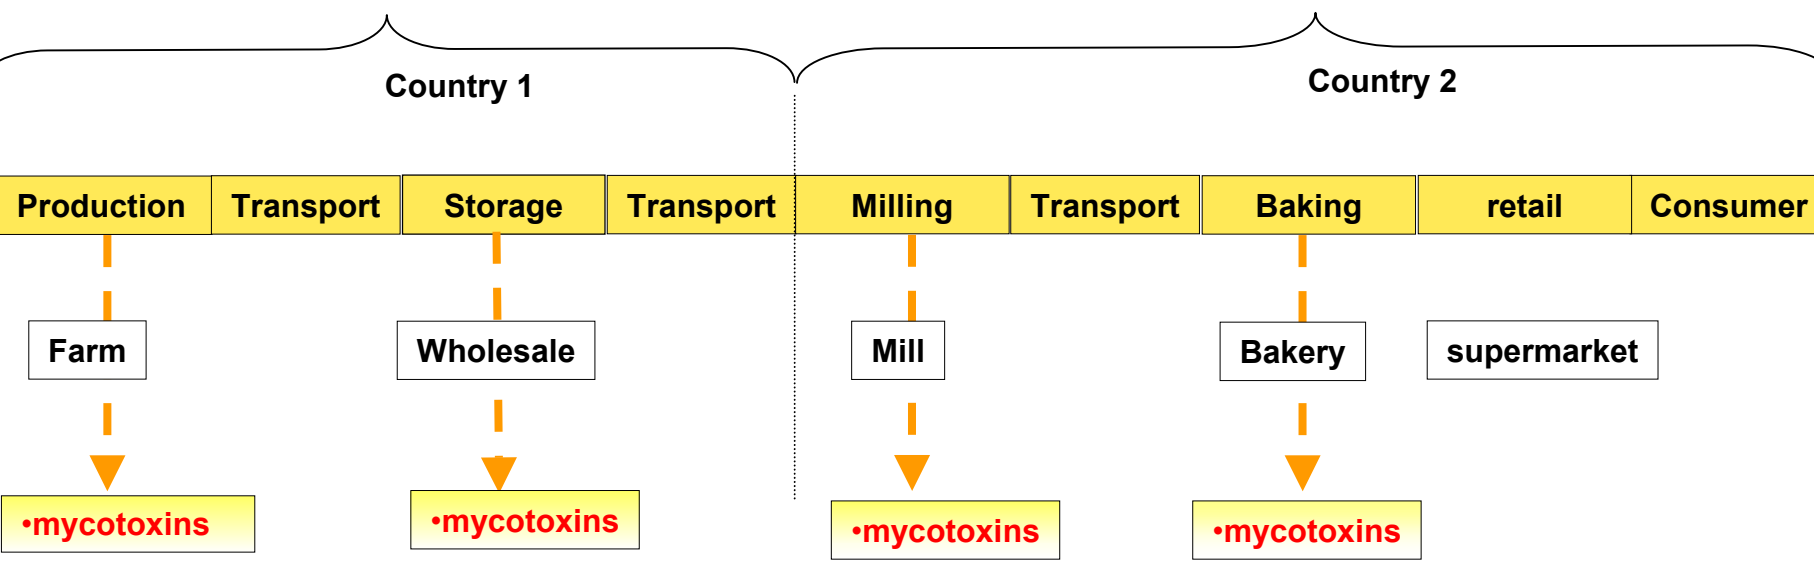 Country 1
Country 2
Production Transport Storage Transport Milling Transport Baking retail Consumer
Farm Wholesale Mill Bakery supermarket
•mycotoxins •mycotoxins •mycotoxins •mycotoxins